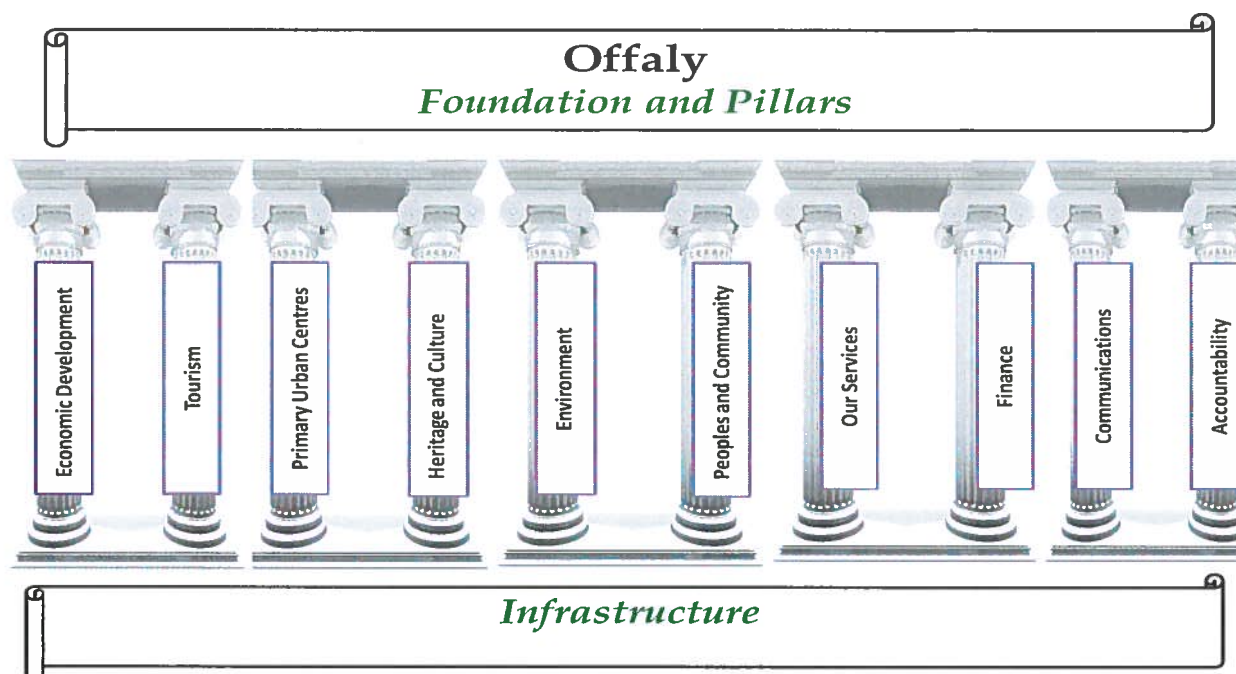 Offaly
Foundation and Pillars
Economic Development
Tourism
Primary Urban Centres
Heritage and Culture
Environment
Peoples and Community
Our Services
Finance
Communications
Accountability
Infrastructure